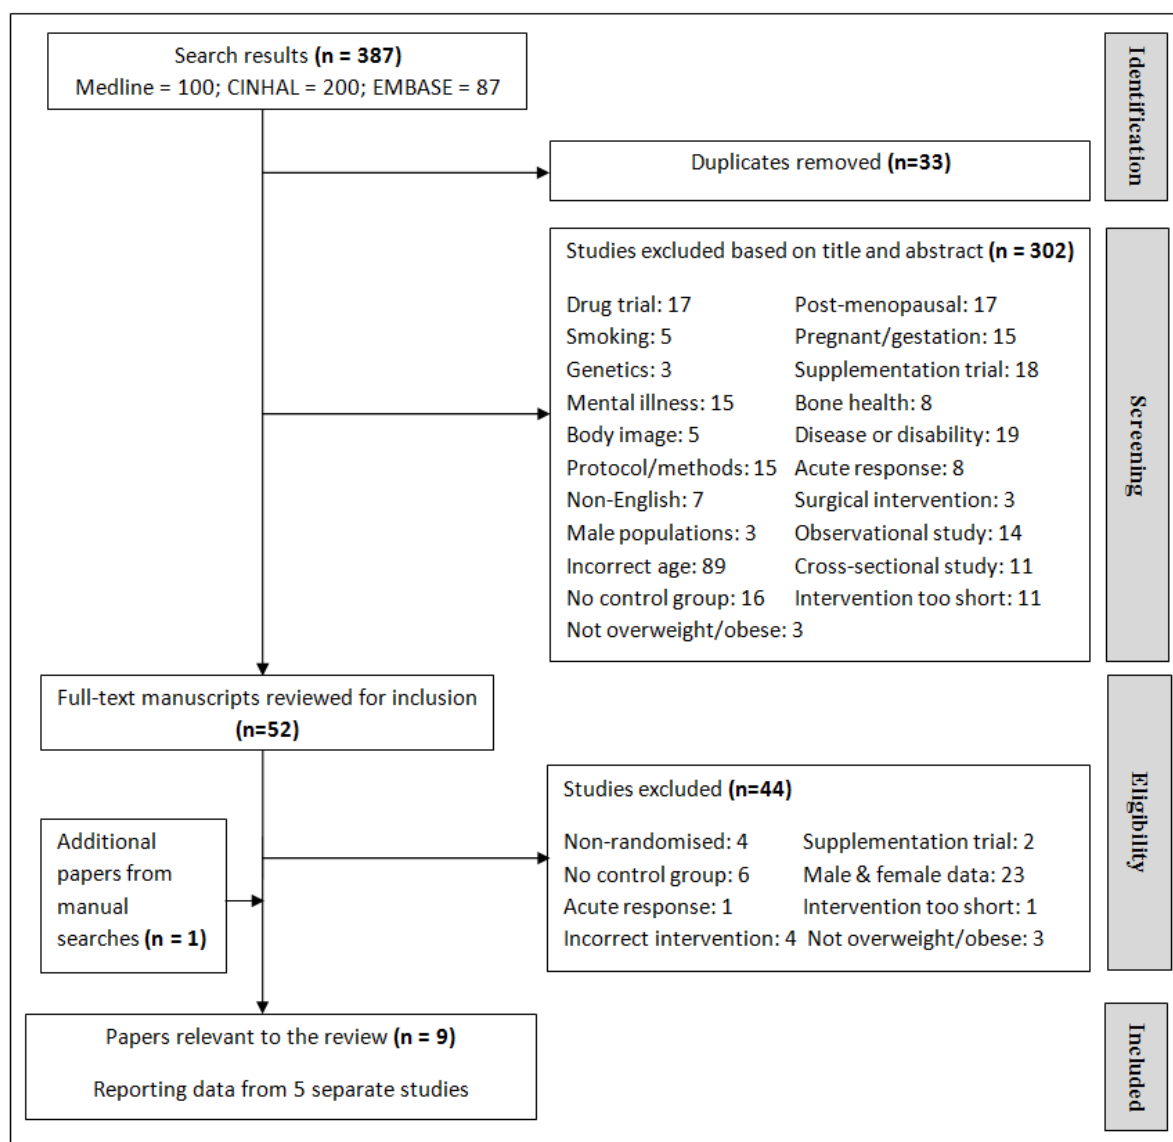 Search results (n = 387)
Medline = 100; CINHAL = 200; EMBASE = 87
Identification
Duplicates removed (n=33)
Studies excluded based on title and abstract (n = 302)
Drug trial: 17
Post-menopausal: 17
Smoking: 5
Pregnant/gestation: 15
Genetics: 3
Supplementation trial: 18
Mental illness: 15
Bone health: 8
Body image: 5
Disease or disability: 19
Protocol/methods: 15
Acute response: 8
Non-English: 7
Surgical intervention: 3
Male populations: 3
Observational study: 14
Incorrect age: 89
Cross-sectional study: 11
No control group: 16
Intervention too short: 11
Not overweight/obese: 3
Screening
Full-text manuscripts reviewed for inclusion
(n=52)
Studies excluded (n=44)
Non-randomised: 4
Supplementation trial: 2
No control group: 6
Male & female data: 23
Acute response: 1
Intervention too short: 1
Incorrect intervention: 4
Not overweight/obese: 3
Eligibility
Additional
papers from
manual
searches (n = 1)
Papers relevant to the review (n = 9)
Reporting data from 5 separate studies
Included